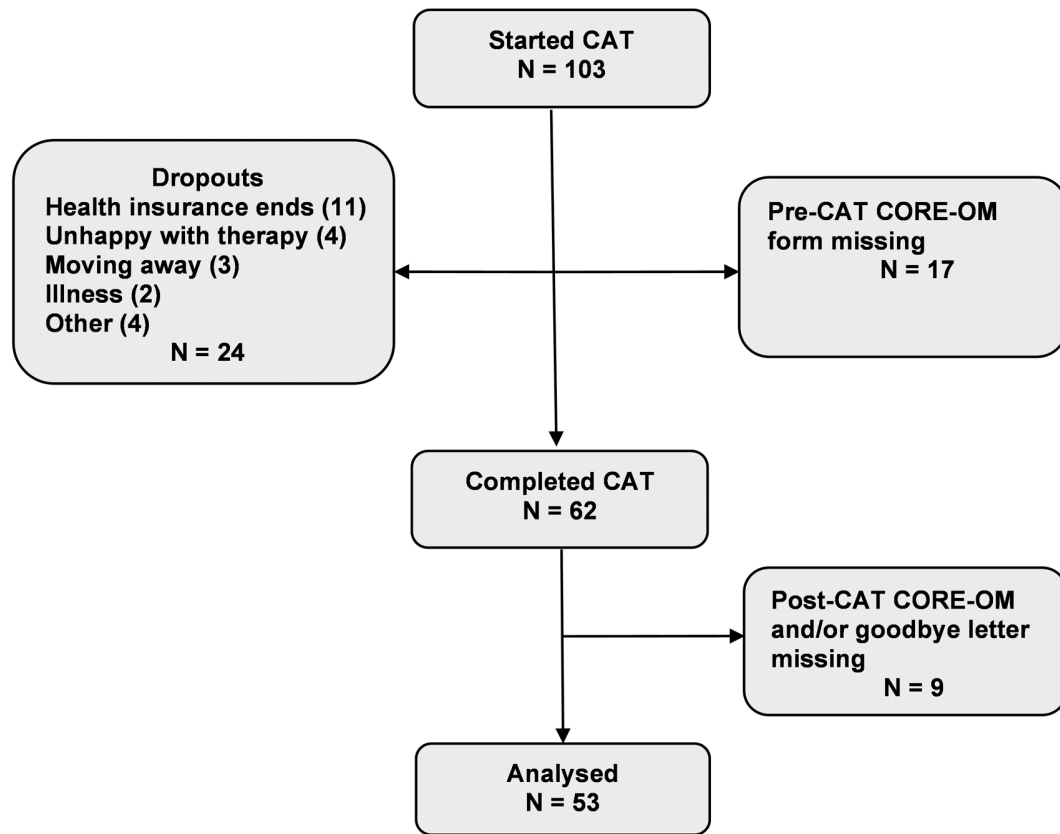 Started CAT
N = 103
Dropouts
Health insurance ends (11)
Unhappy with therapy (4)
Moving away (3)
Illness (2)
Other (4)
N = 24
Pre-CAT CORE-OM
form missing
N = 17
Completed CAT
N = 62
Post-CAT CORE-OM
and/or goodbye letter
missing
N = 9
Analysed
N = 53